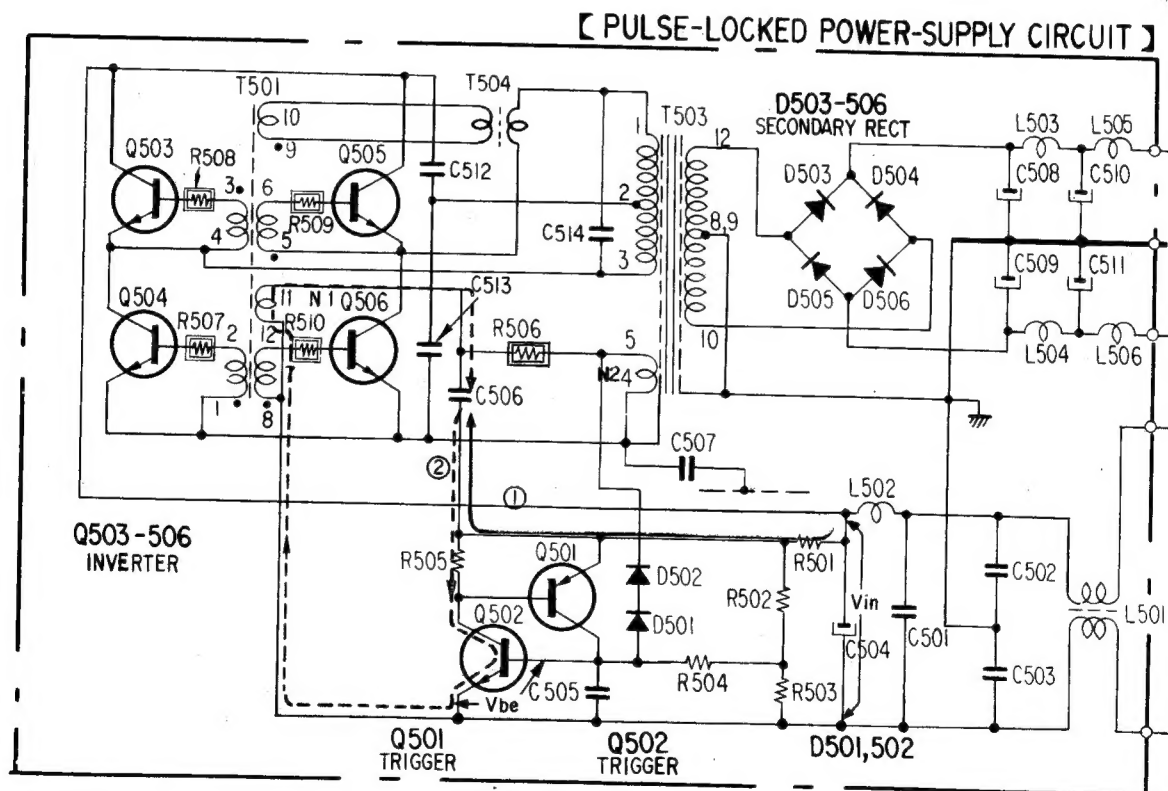 【 PULSE-LOCKED POWER-SUPPLY CIRCUIT 】
T501
T504
T503
D503-506
SECONDARY RECT
L503
L505
10
9
1
12
Q503
R508
Q505
C512
D503
D504
C508
C510
3
6
2
8,9
4
R509
5
C514
3
D505
D506
C509
C511
Q504
11
N1
Q506
C513
R507
2
12
R510
R506
5
10
L504
L506
N2
4
C506
1
8
②
C507
①
L502
Q503-506
INVERTER
R505
Q501
R501
D502
R502
Vin
C502
L501
Q502
D501
C501
C504
C505
R504
R503
C503
Vbe
Q501
TRIGGER
Q502
TRIGGER
D501,502